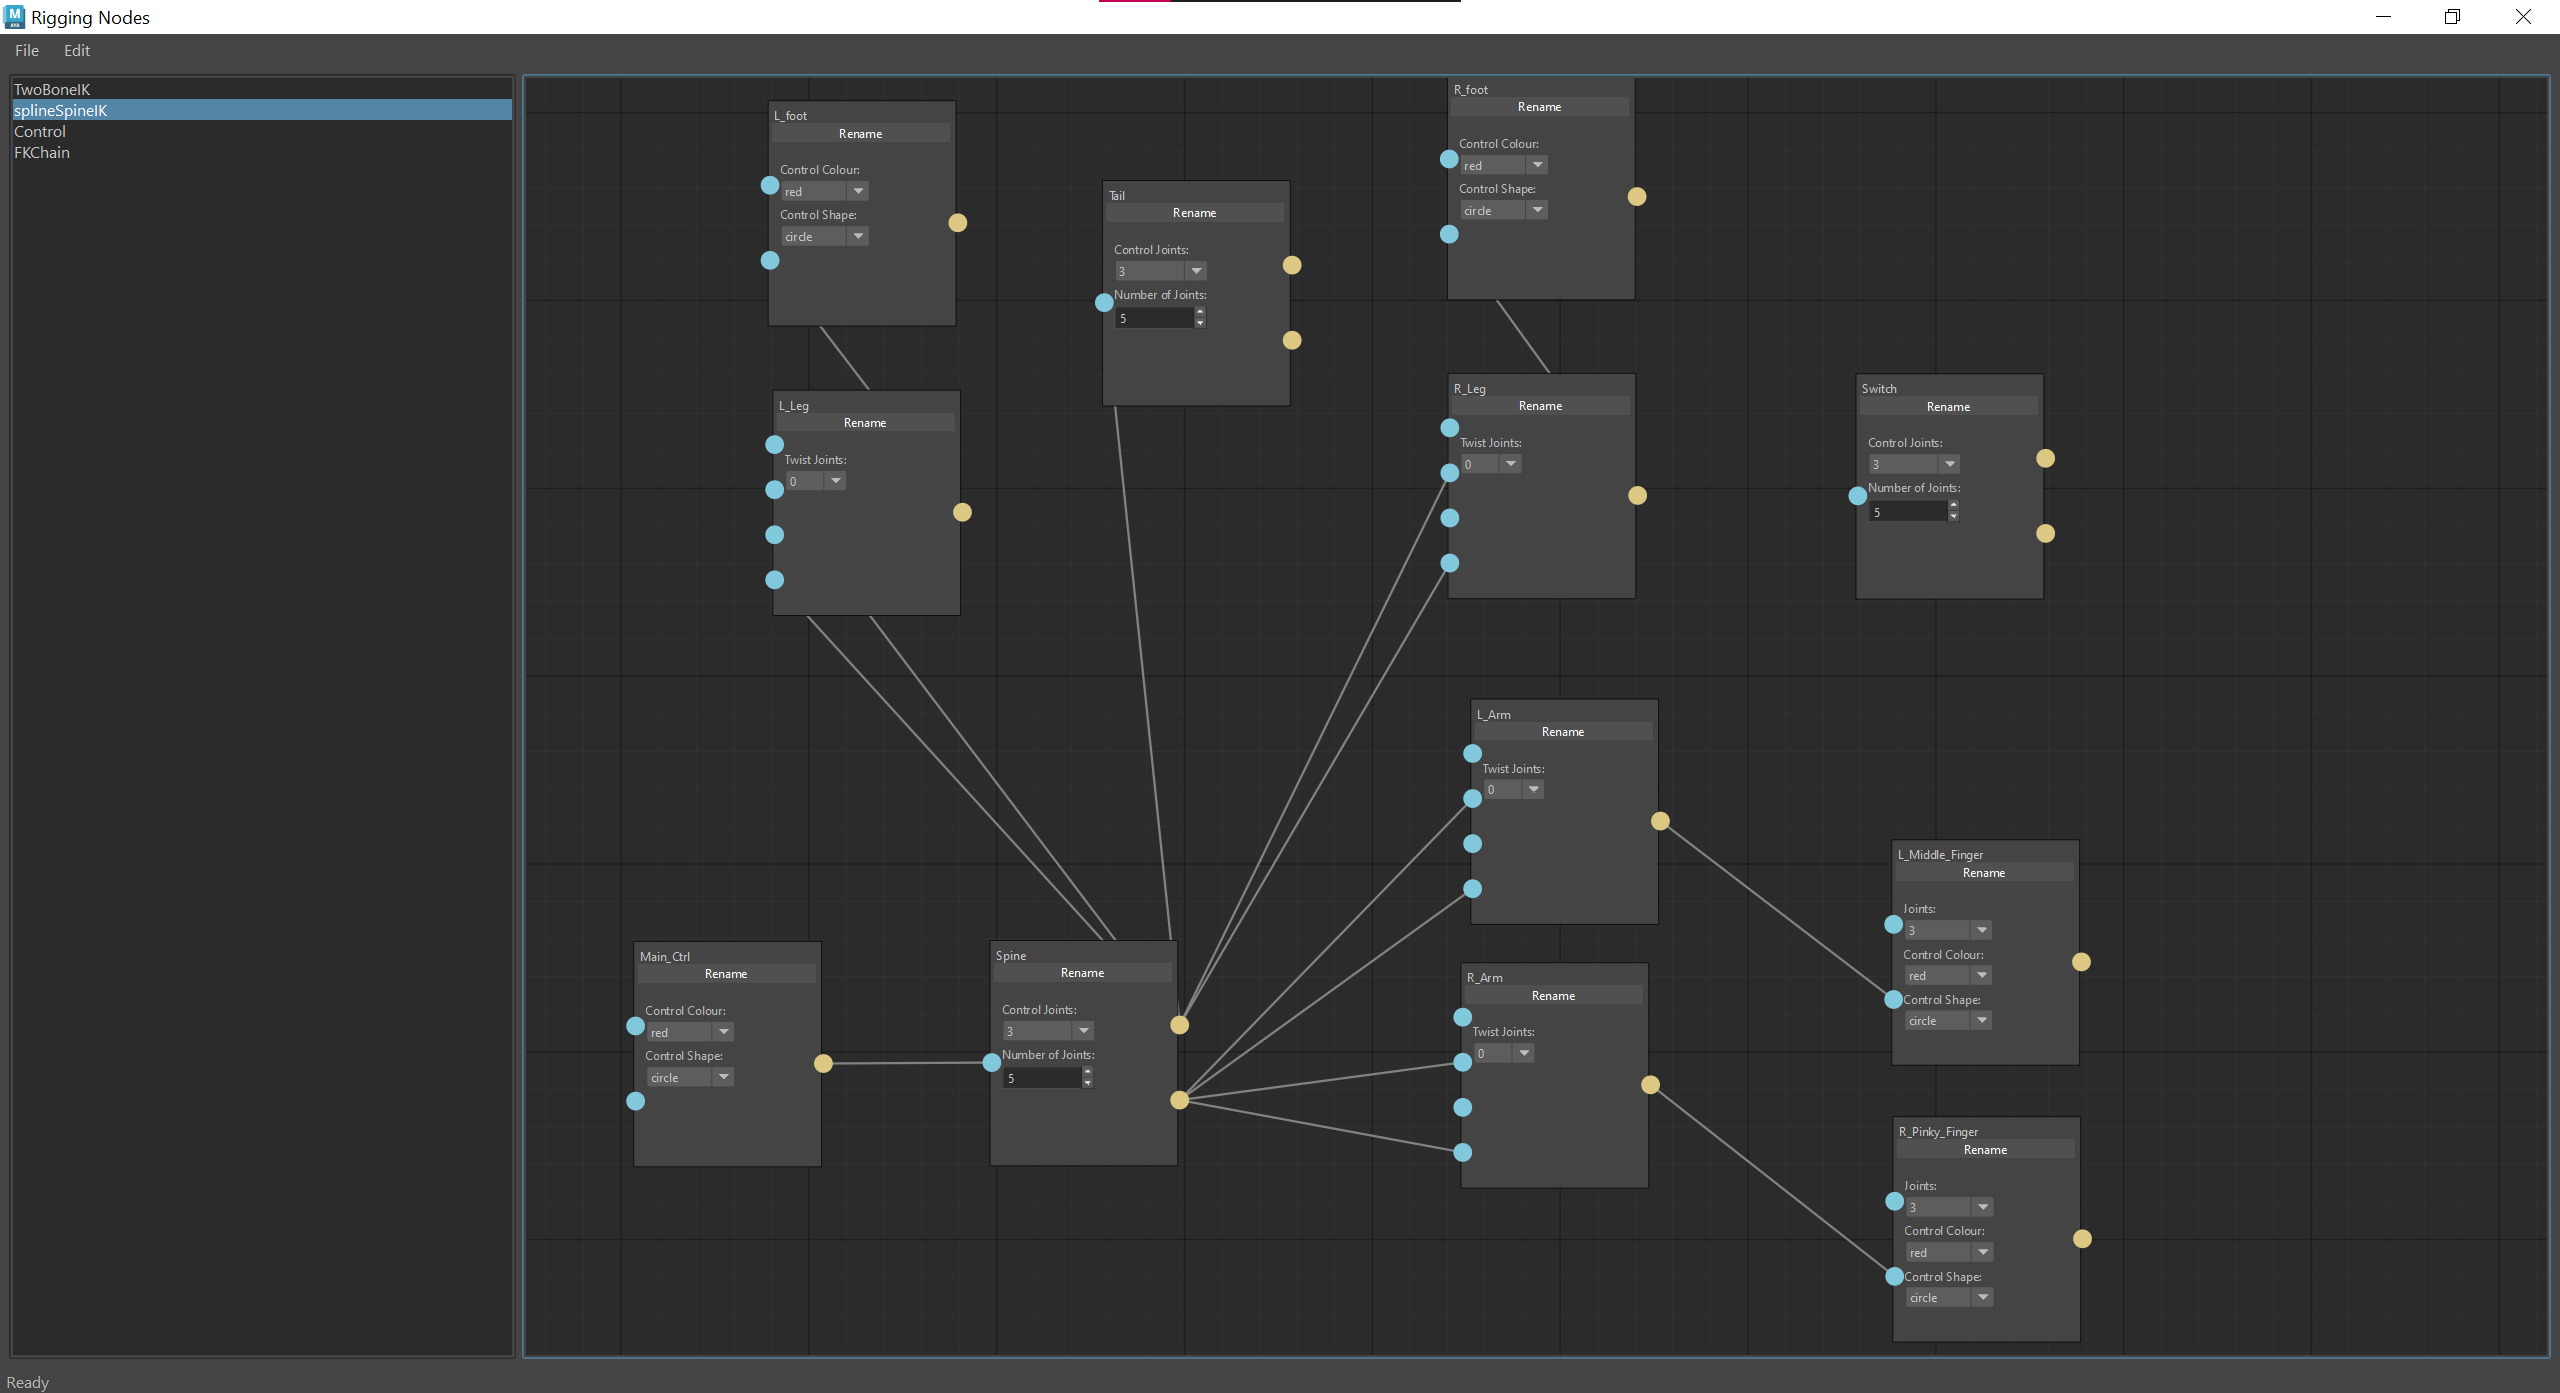 Rigging Nodes
File Edit
TwoBoneIK
splineSpineIK
Control
FKChain
L_foot
Rename
Control Colour:
red
Control Shape:
circle
Tail
Rename
Control Joints:
3
Number of Joints:
5
R_foot
Rename
Control Colour:
red
Control Shape:
circle
L_Leg
Rename
Twist Joints:
0
R_Leg
Rename
Twist Joints:
0
Switch
Rename
Control Joints:
3
Number of Joints:
5
L_Arm
Rename
Twist Joints:
0
L_Middle_Finger
Rename
Joints:
3
Control Colour:
red
Control Shape:
circle
Main_Ctrl
Rename
Control Colour:
red
Control Shape:
circle
Spine
Rename
Control Joints:
3
Number of Joints:
5
R_Arm
Rename
Twist Joints:
0
R_Pinky_Finger
Rename
Joints:
3
Control Colour:
red
Control Shape:
circle
Ready